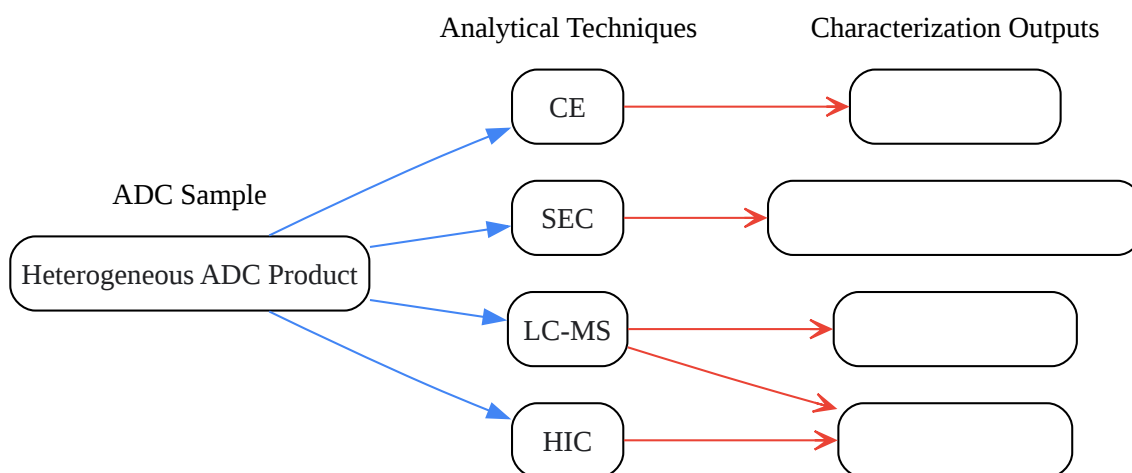 Analytical Techniques
Characterization Outputs
CE
ADC Sample
SEC
Heterogeneous ADC Product
LC-MS
HIC